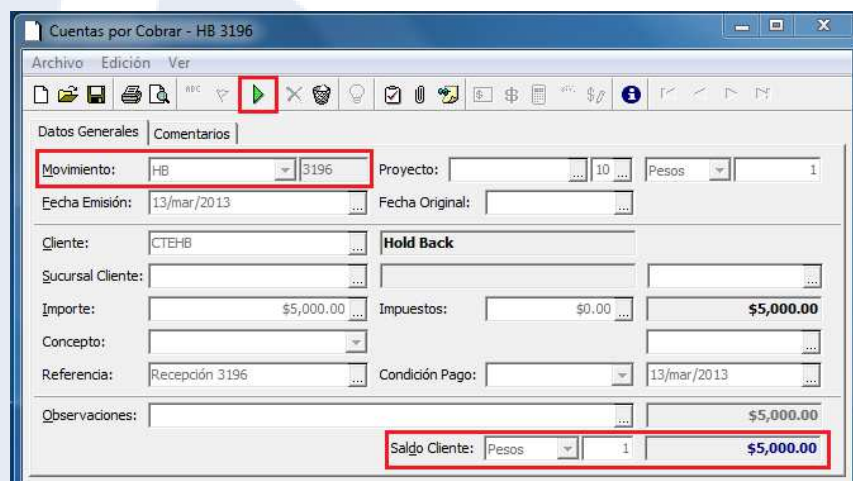 Cuentas por Cobrar - HB 3196
Archivo Edición Ver
Datos Generales Comentarios
Movimiento: HB 3196 Proyecto: ... 10 ... Pesos 1
Fecha Emisión: 13/mar/2013 ... Fecha Original: ...
Cliente: CTEHB ... Hold Back
Sucursal Cliente: ... ...
Importe: $5,000.00 ... Impuestos: $0.00 ... $5,000.00
Concepto: ...
Referencia: Recepción 3196 ... Condición Pago: 13/mar/2013 ...
Observaciones: ... $5,000.00
Saldo Cliente: Pesos 1 $5,000.00